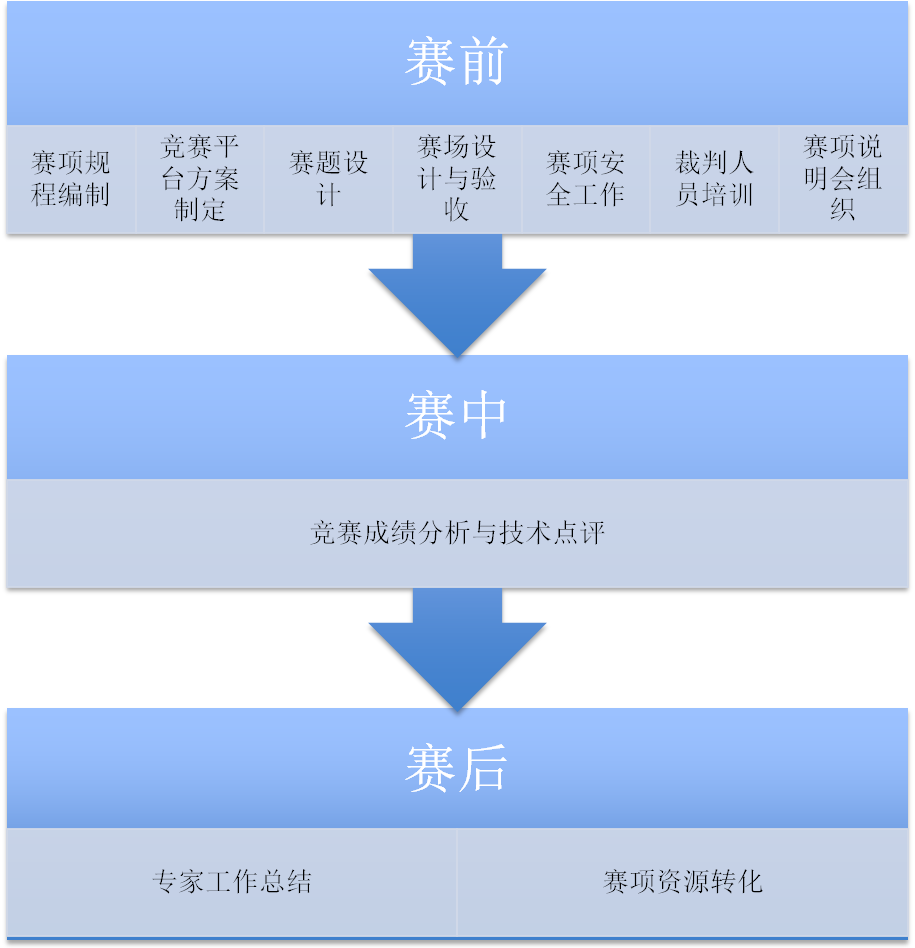 赛前
赛项规
程编制
竞赛平
台方案
制定
赛题设
计
赛场设
计与验
收
赛项安
全工作
裁判人
员培训
赛项说
明会组
织
赛中
竞赛成绩分析与技术点评
赛后
专家工作总结
赛项资源转化